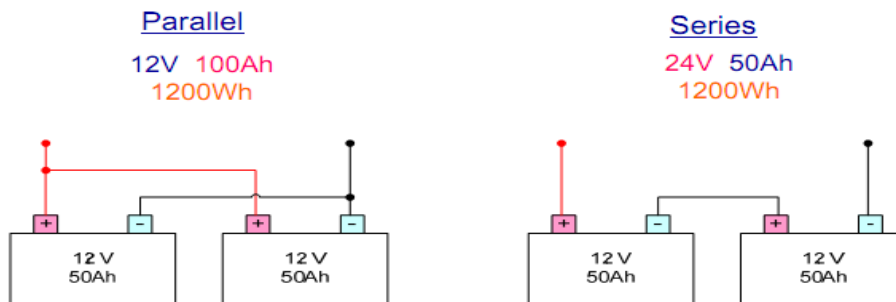 Parallel
12V 100Ah
1200Wh
+ - + -
12 V
50Ah
12 V
50Ah
Series
24V 50Ah
1200Wh
+ - + -
12 V
50Ah
12 V
50Ah